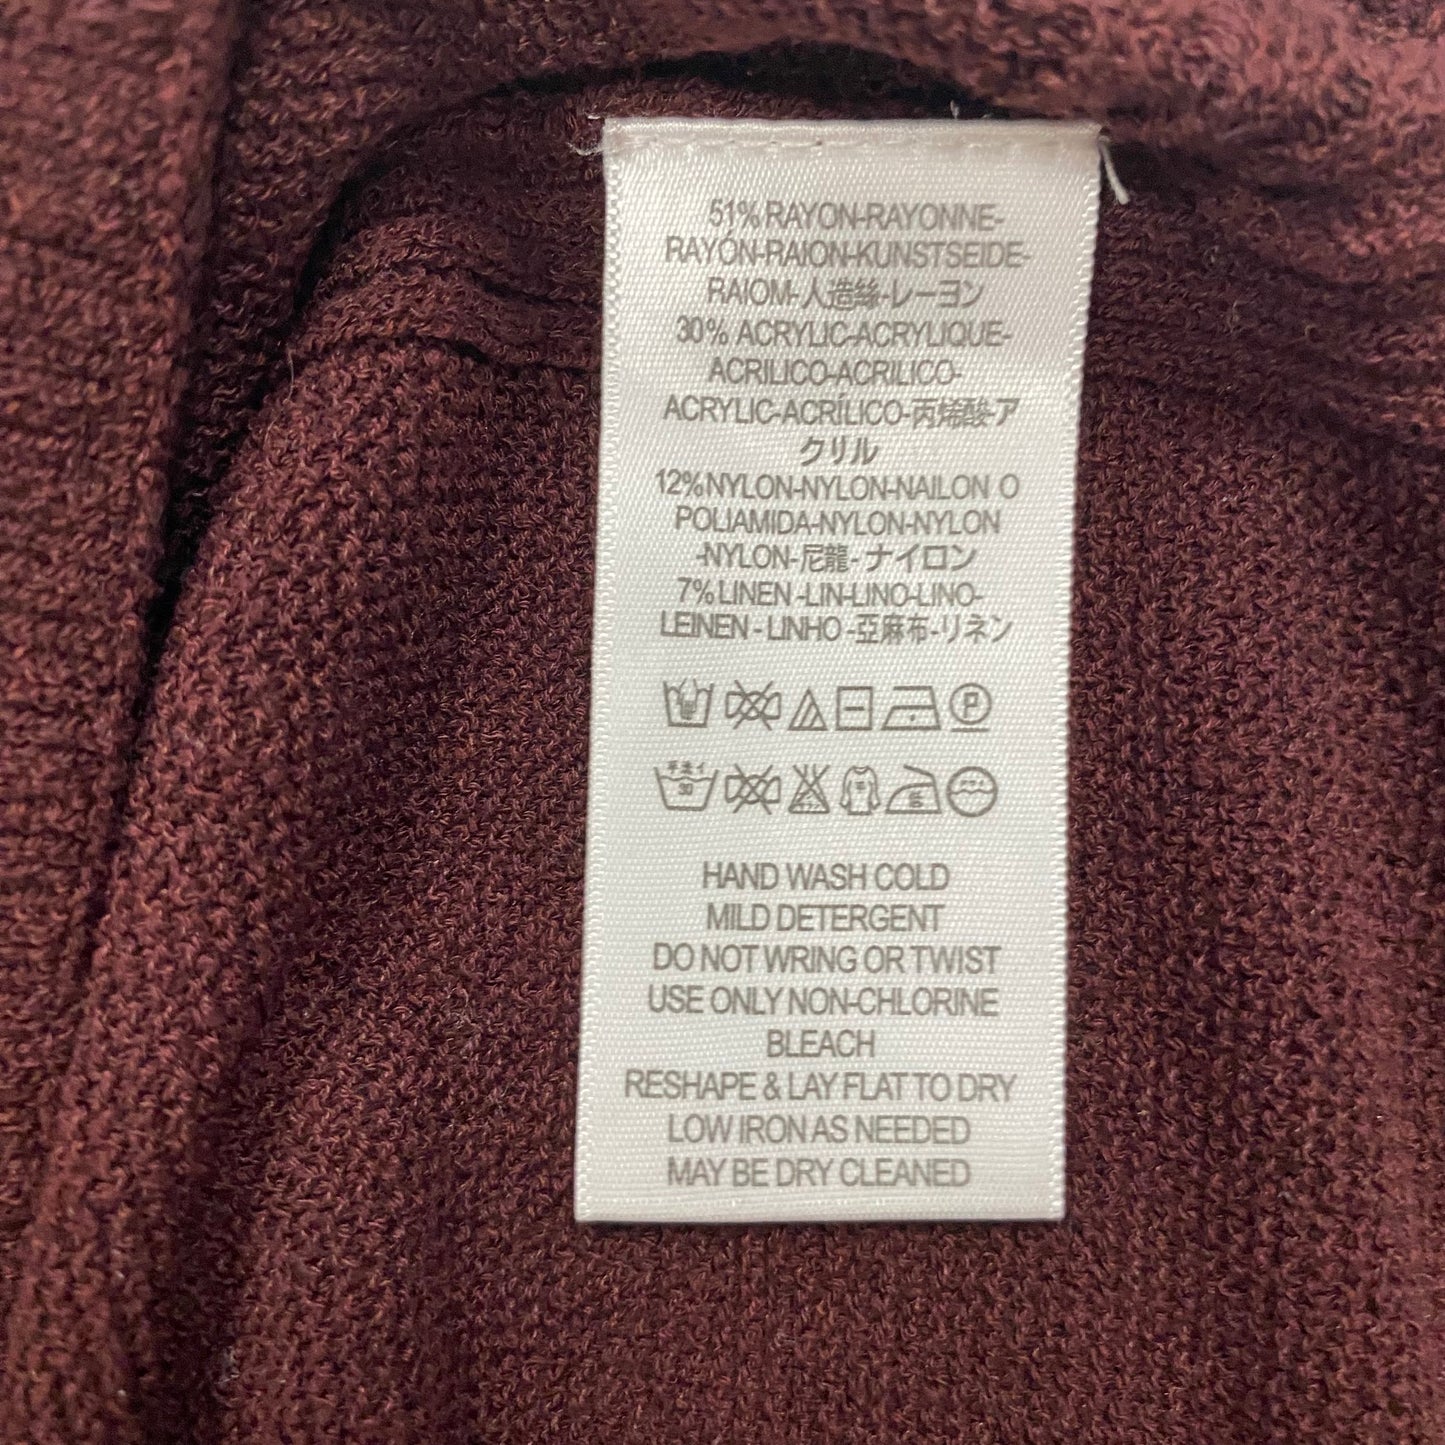 51% RAYON-RAYONNE-
RAYÓN-RAION-KUNSTSEIDE-
RAIOM-人造絲-レーヨン
30% ACRYLIC-ACRYLIQUE-
ACRILICO-ACRILICO-
ACRYLIC-ACRÍLICO-丙烯酸-ア
クリル
12% NYLON-NYLON-NAILON O
POLIAMIDA-NYLON-NYLON
-NYLON-尼龍- ナイロン
7% LINEN -LIN-LINO-LINO-
LEINEN - LINHO -亞麻布-リネン
P
30
HAND WASH COLD
MILD DETERGENT
DO NOT WRING OR TWIST
USE ONLY NON-CHLORINE
BLEACH
RESHAPE & LAY FLAT TO DRY
LOW IRON AS NEEDED
MAY BE DRY CLEANED